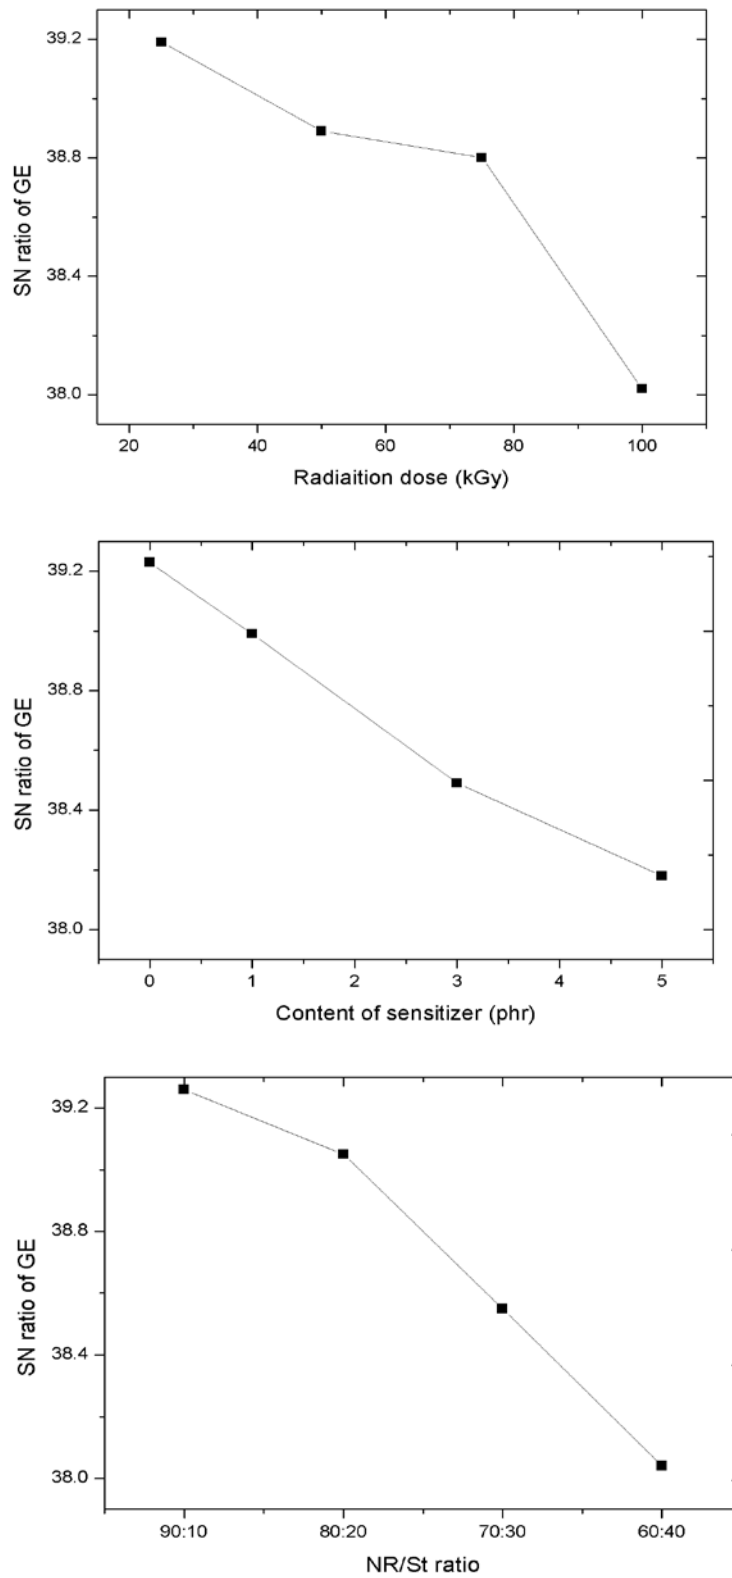 39.2
38.8
38.4
38.0
SN ratio of GE
20 40 60 80 100
Radiaition dose (kGy)
39.2
38.8
38.4
38.0
SN ratio of GE
0 1 2 3 4 5
Content of sensitizer (phr)
39.2
38.8
38.4
38.0
SN ratio of GE
90:10 80:20 70:30 60:40
NR/St ratio